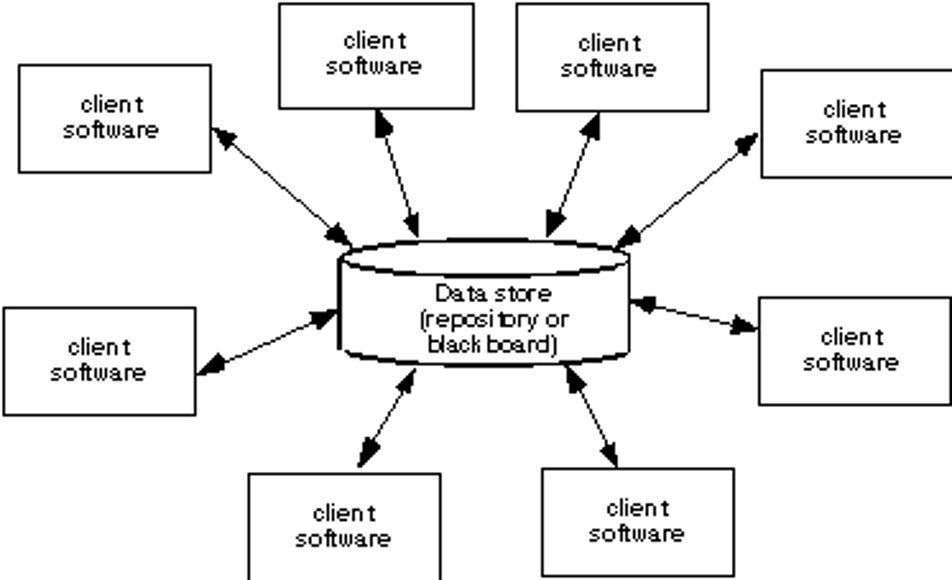 client
software
client
software
client
software
client
software
Data store
(repository or
blackboard)
client
software
client
software
client
software
client
software